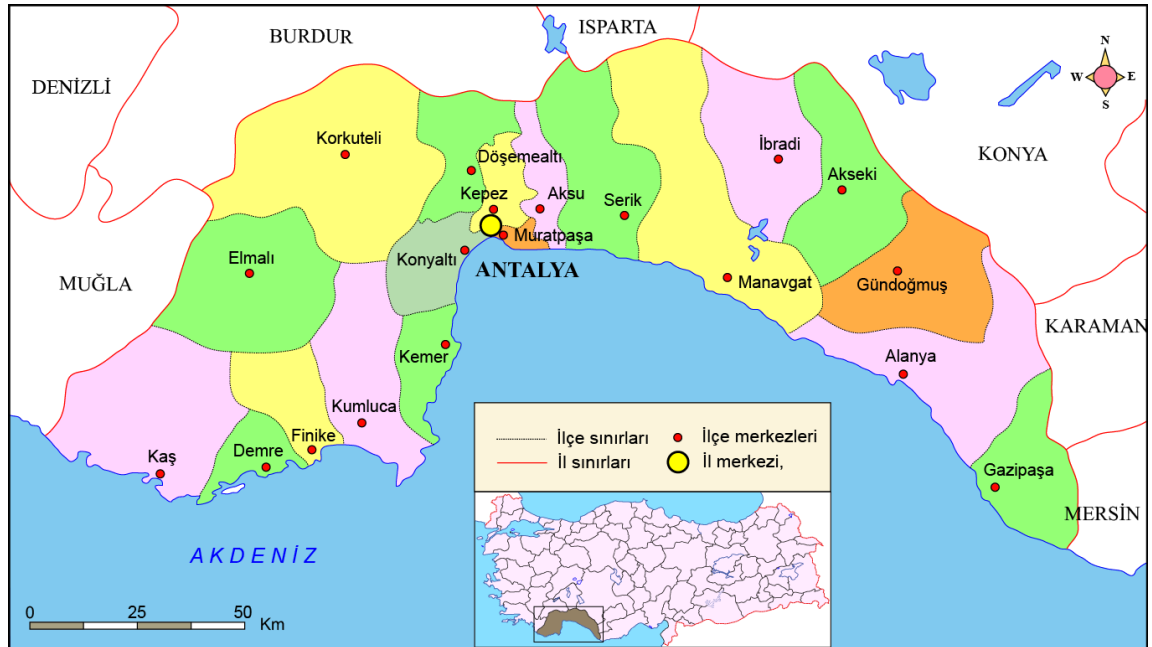 ISPARTA
BURDUR
N
W E
S
DENİZLİ
Korkuteli
İbradi
KONYA
Döşemealtı
Akseki
Kepez
Aksu
Serik
Muratpaşa
Elmalı
Konyaltı
ANTALYA
Manavgat
Gündoğmuş
MUĞLA
KARAMAN
Kemer
Alanya
Kumluca
Finike
Demre
Kaş
Gazipaşa
MERSİN
İlçe sınırları
İlçe merkezleri
İl sınırları
İl merkezi,
AKDENİZ
0 25 50
Km